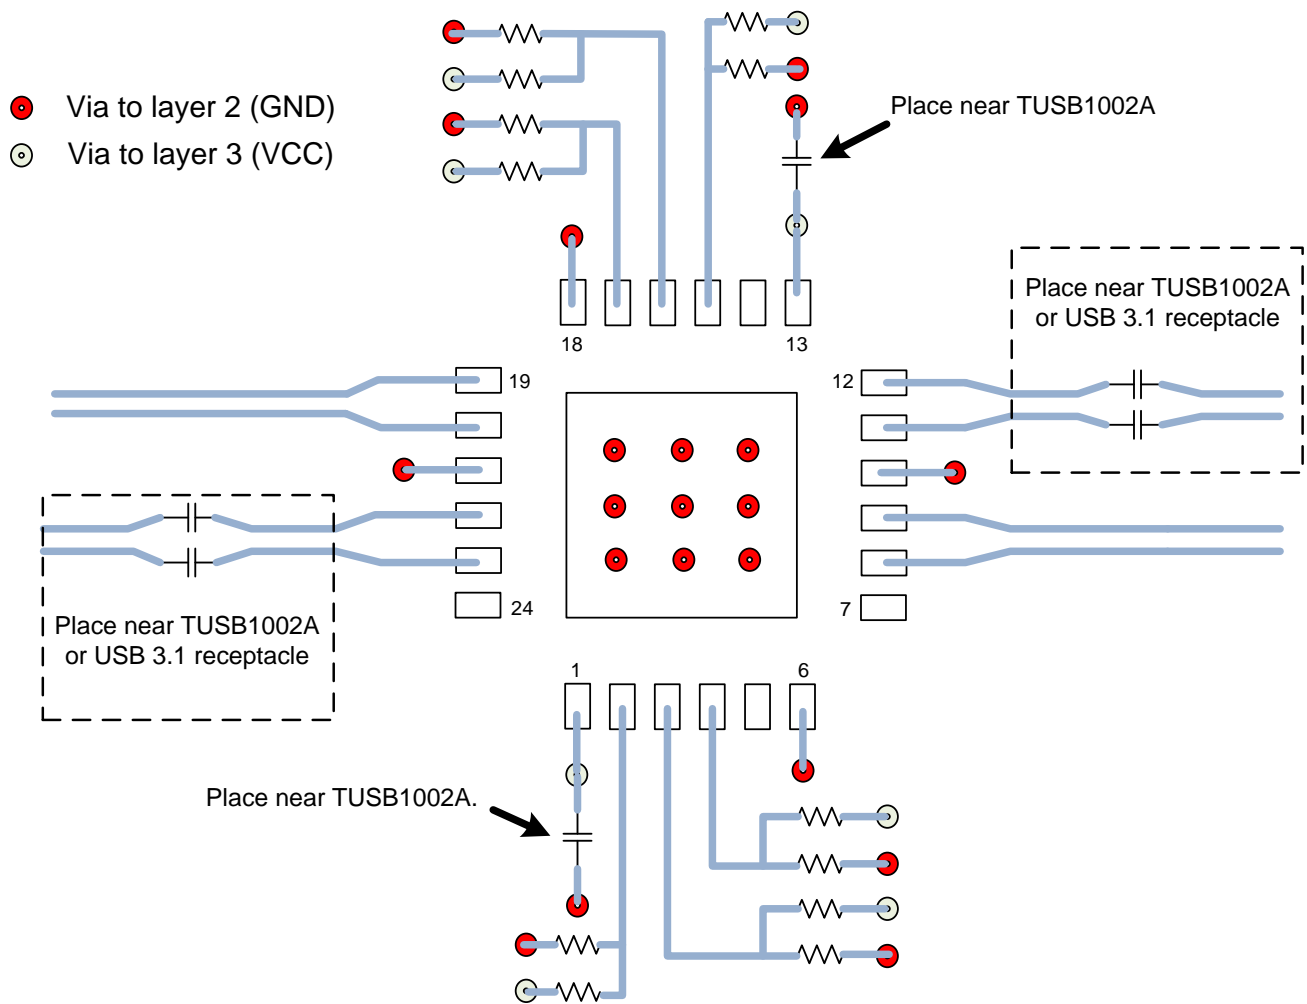 Via to layer 2 (GND)
Via to layer 3 (VCC)
Place near TUSB1002A
Place near TUSB1002A
or USB 3.1 receptacle
18
13
19
12
24
7
Place near TUSB1002A
or USB 3.1 receptacle
1
6
Place near TUSB1002A.